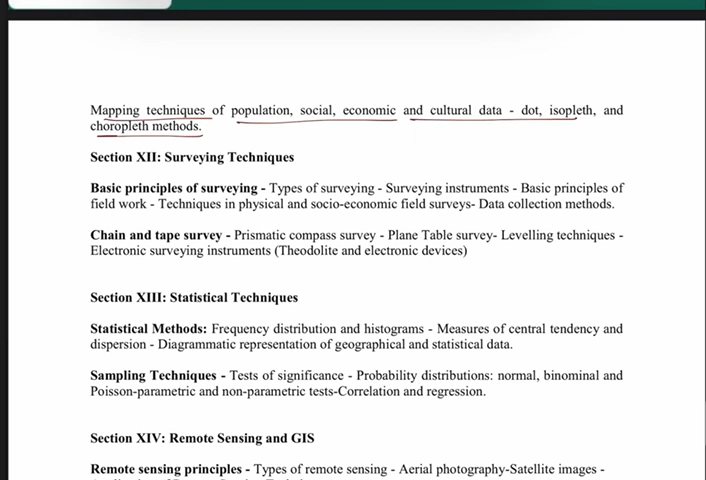 Mapping techniques of population, social, economic and cultural data - dot, isopleth, and
choropleth methods.
Section XII: Surveying Techniques
Basic principles of surveying - Types of surveying - Surveying instruments - Basic principles of
field work - Techniques in physical and socio-economic field surveys- Data collection methods.
Chain and tape survey - Prismatic compass survey - Plane Table survey- Levelling techniques -
Electronic surveying instruments (Theodolite and electronic devices)
Section XIII: Statistical Techniques
Statistical Methods: Frequency distribution and histograms - Measures of central tendency and
dispersion - Diagrammatic representation of geographical and statistical data.
Sampling Techniques - Tests of significance - Probability distributions: normal, binominal and
Poisson-parametric and non-parametric tests-Correlation and regression.
Section XIV: Remote Sensing and GIS
Remote sensing principles - Types of remote sensing - Aerial photography-Satellite images -